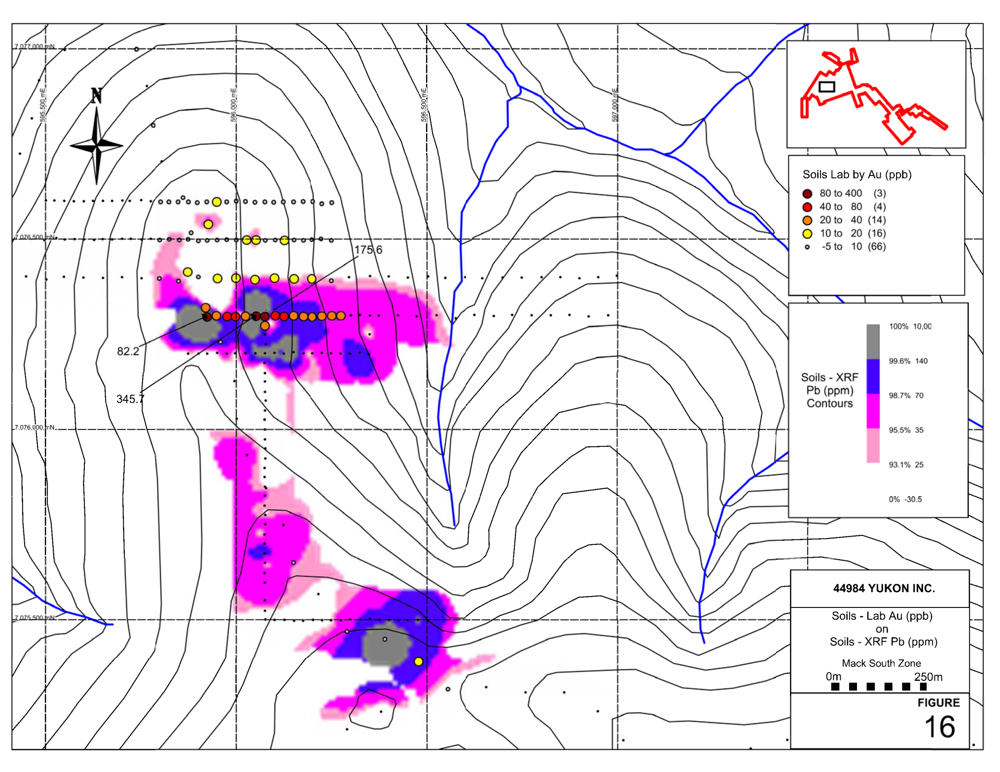 7,077,000 mN
N
595,500 mE
596,000 mE
596,500 mE
597,000 mE
7,076,500 mN
175.6
82.2
345.7
7,076,000 mN
7,075,500 mN
Soils Lab by Au (ppb)
80 to 400 (3)
40 to 80 (4)
20 to 40 (14)
10 to 20 (16)
-5 to 10 (66)
Soils - XRF
Pb (ppm)
Contours
100% 10,00
99.6% 140
98.7% 70
95.5% 35
93.1% 25
0% -30.5
44984 YUKON INC.
Soils - Lab Au (ppb)
on
Soils - XRF Pb (ppm)
Mack South Zone
0m 250m
FIGURE
16